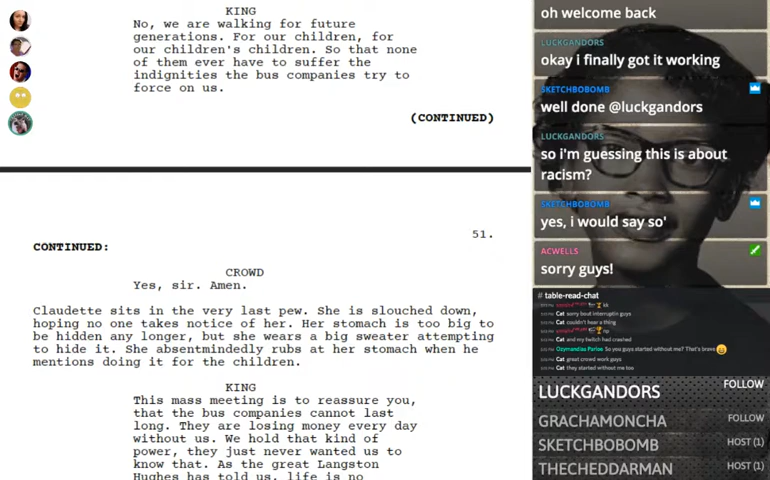 KING
No, we are walking for future
generations. For our children, for
our children's children. So that none
of them ever have to suffer the
indignities the bus companies try to
force on us.
(CONTINUED)
51.
CONTINUED:
CROWD
Yes, sir. Amen.
Claudette sits in the very last pew. She is slouched down,
hoping no one takes notice of her. Her stomach is too big to
be hidden any longer, but she wears a big sweater attempting
to hide it. She absentmindedly rubs at her stomach when he
mentions doing it for the children.
KING
This mass meeting is to reassure you,
that the bus companies cannot last
long. They are losing money every day
without us. We hold that kind of
power, they just never wanted us to
know that. As the great Langston
Hughes has told us, life is no
oh welcome back
LUCKGANDORS
okay i finally got it working
SKETCHBOBOMB
well done @luckgandors
LUCKGANDORS
so i'm guessing this is about
racism?
SKETCHBOBOMB
yes, i would say so'
ACWELLS
sorry guys!
# table-read-chat
kk
Cat sorry bout interruptin guys
Cat couldn't hear a thing
np
Cat and my twitch had crashed
Ozymandias Parlos So you guys started without me? That's brave
Cat great crowd work guys
Cat they started without me too
LUCKGANDORS FOLLOW
GRACHAMONCHA FOLLOW
SKETCHBOBOMB HOST (1)
THECHEDDARMAN HOST (1)